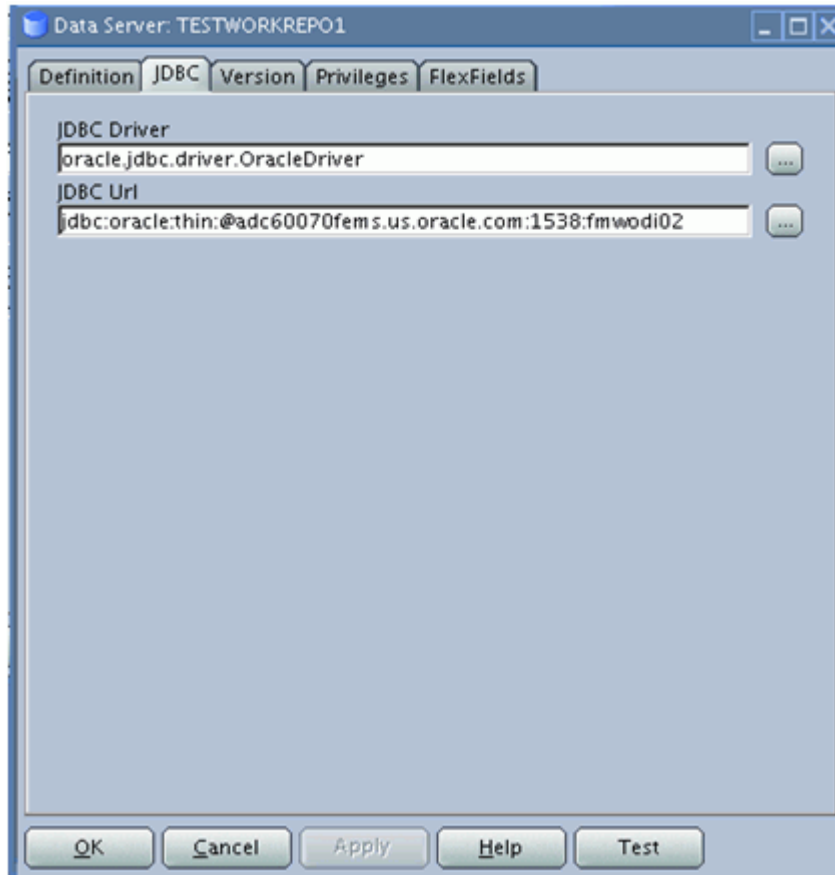 Data Server: TESTWORKREPO1
Definition JDBC Version Privileges FlexFields
JDBC Driver
oracle.jdbc.driver.OracleDriver
...
JDBC Url
jdbc:oracle:thin:@adc60070fems.us.oracle.com:1538:fmwodi02
...
OK Cancel Apply Help Test